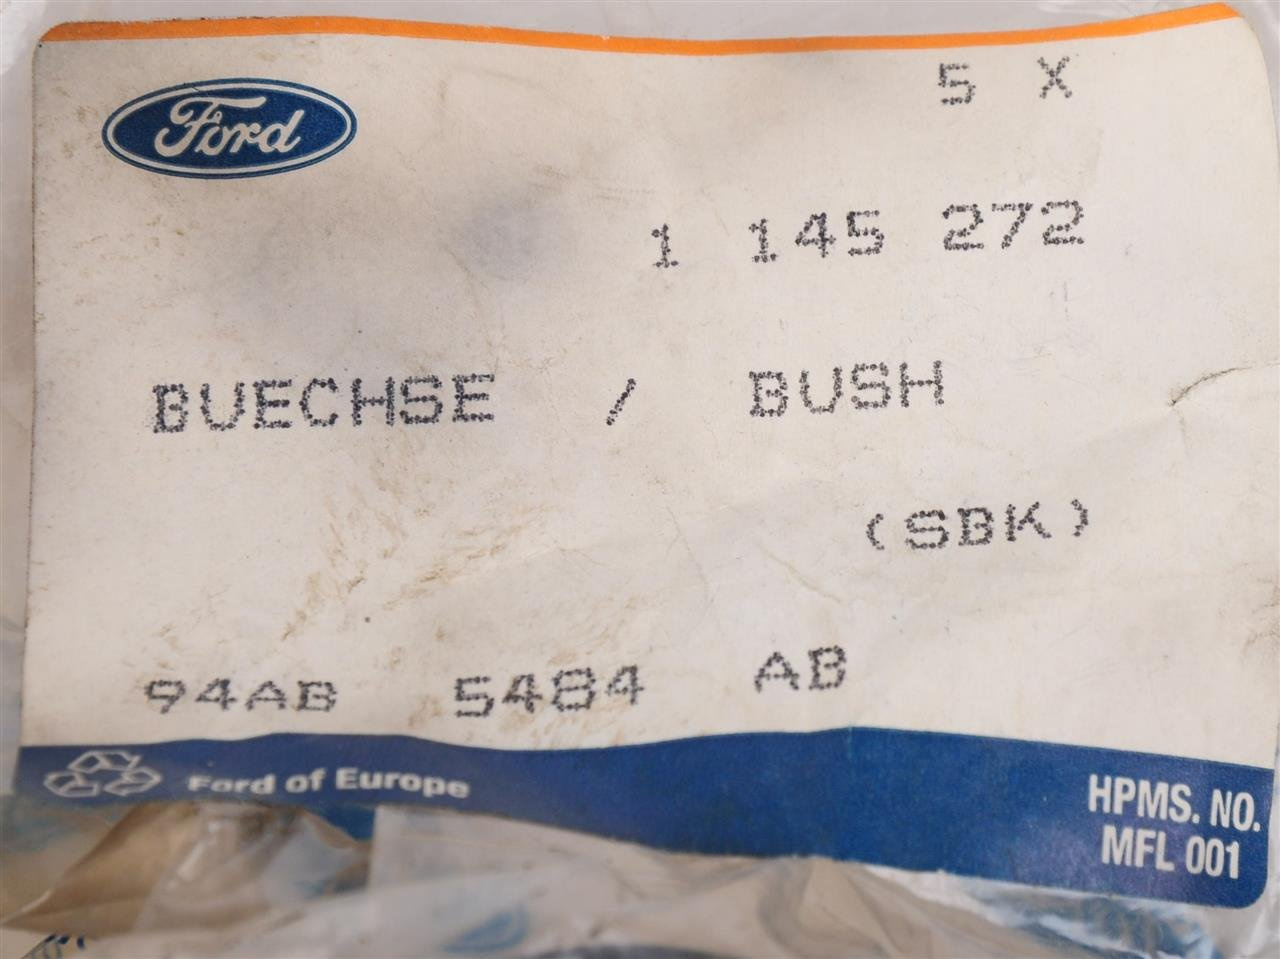 Ford
5 X
1 145 272
BUECHSE / BUSH
(SBK)
94AB 5484 AB
Ford of Europe
HPMS. NO.
MFL 001